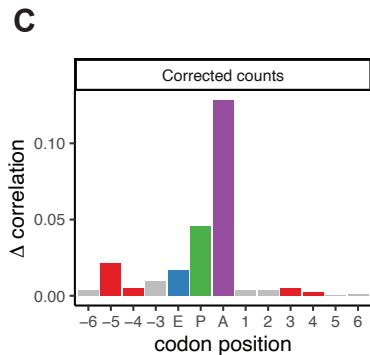 C
Corrected counts
Δ correlation
0.10
0.05
0.00
−6 −5 −4 −3 E P A 1 2 3 4 5 6
codon position